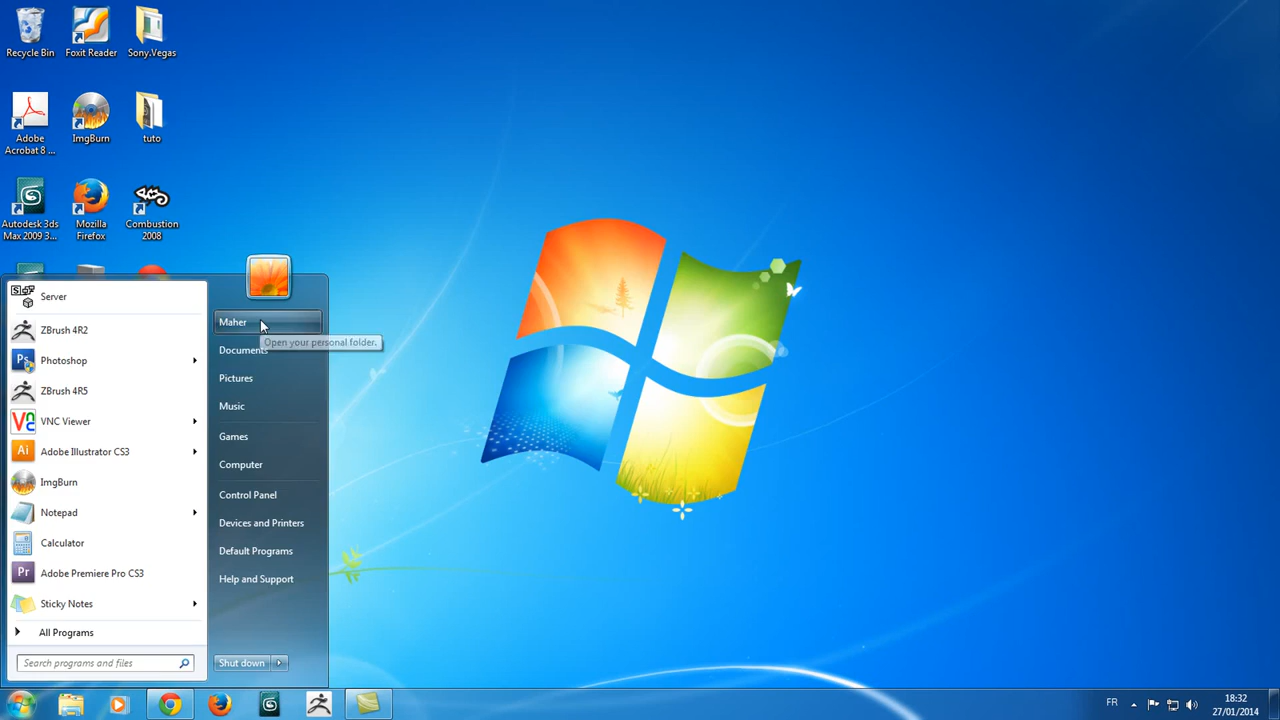 Recycle Bin
Foxit Reader
Sony.Vegas
Adobe
Acrobat 8 ...
ImgBurn
tuto
Autodesk 3ds
Max 2009 3...
Mozilla
Firefox
Combustion
2008
Server
ZBrush 4R2
Ps
Photoshop
ZBrush 4R5
VNC Viewer
Ai
Adobe Illustrator CS3
ImgBurn
Notepad
Calculator
Pr
Adobe Premiere Pro CS3
Sticky Notes
All Programs
Search programs and files
Maher
Open your personal folder.
Documents
Pictures
Music
Games
Computer
Control Panel
Devices and Printers
Default Programs
Help and Support
Shut down
FR
18:32
27/01/2014